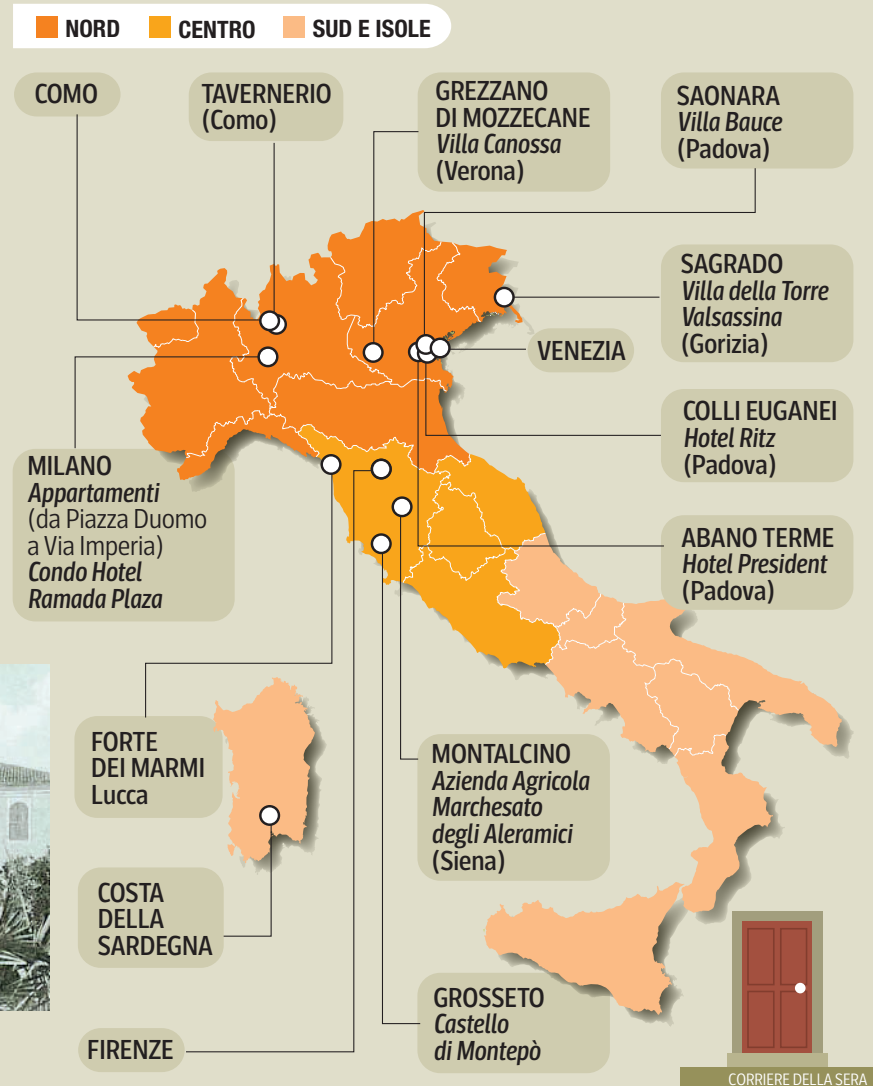 NORD
CENTRO
SUD E ISOLE
COMO
TAVERNERIO
(Como)
GREZZANO
DI MOZZECANE
Villa Canossa
(Verona)
SAONARA
Villa Bauce
(Padova)
SAGRADO
Villa della Torre
Valsassina
(Gorizia)
VENEZIA
COLLI EUGANEI
Hotel Ritz
(Padova)
MILANO
Appartamenti
(da Piazza Duomo
a Via Imperia)
Condo Hotel
Ramada Plaza
ABANO TERME
Hotel President
(Padova)
FORTE
DEI MARMI
Lucca
MONTALCINO
Azienda Agricola
Marchesato
degli Aleramici
(Siena)
COSTA
DELLA
SARDEGNA
GROSSETO
Castello
di Montepò
FIRENZE
CORRIERE DELLA SERA